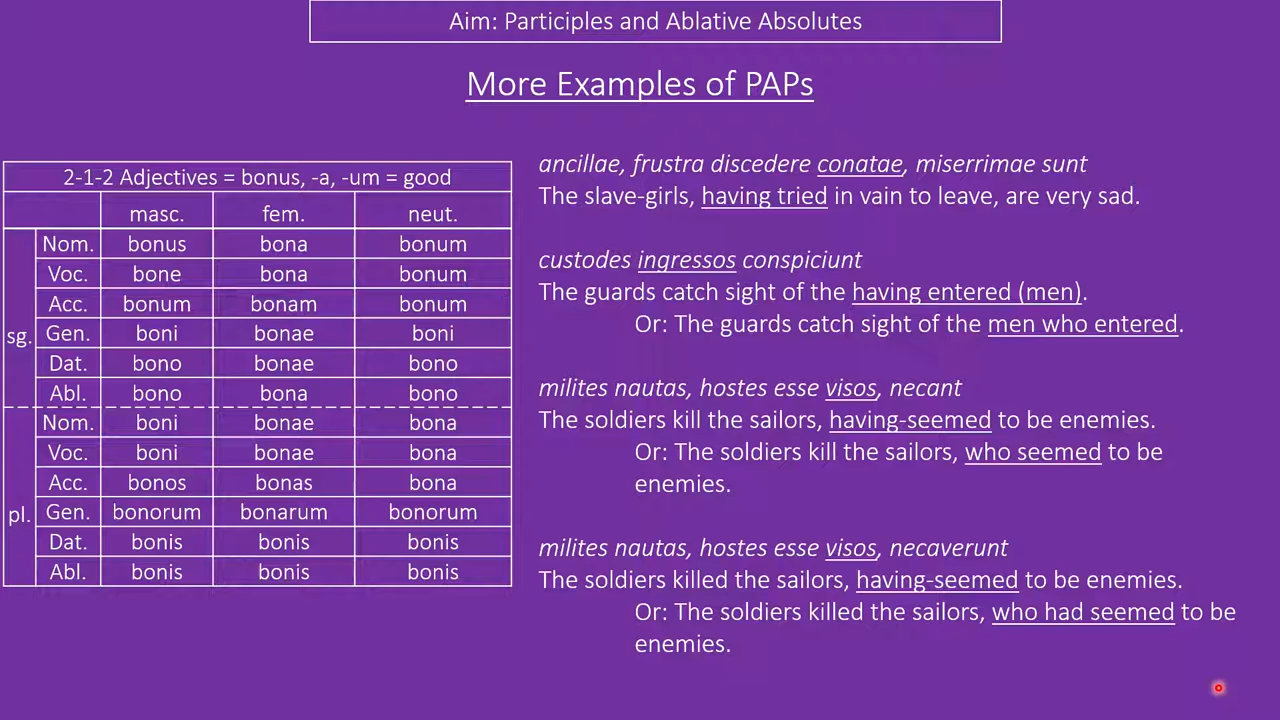 Aim: Participles and Ablative Absolutes
More Examples of PAPs
2-1-2 Adjectives = bonus, -a, -um = good
masc. fem. neut.
sg.
Nom. bonus bona bonum
Voc. bone bona bonum
Acc. bonum bonam bonum
Gen. boni bonae boni
Dat. bono bonae bono
Abl. bono bona bono
pl.
Nom. boni bonae bona
Voc. boni bonae bona
Acc. bonos bonas bona
Gen. bonorum bonarum bonorum
Dat. bonis bonis bonis
Abl. bonis bonis bonis
ancillae, frustra discedere conatae, miserrimae sunt
The slave-girls, having tried in vain to leave, are very sad.
custodes ingressos conspiciunt
The guards catch sight of the having entered (men).
Or: The guards catch sight of the men who entered.
milites nautas, hostes esse visos, necant
The soldiers kill the sailors, having-seemed to be enemies.
Or: The soldiers kill the sailors, who seemed to be
enemies.
milites nautas, hostes esse visos, necaverunt
The soldiers killed the sailors, having-seemed to be enemies.
Or: The soldiers killed the sailors, who had seemed to be
enemies.